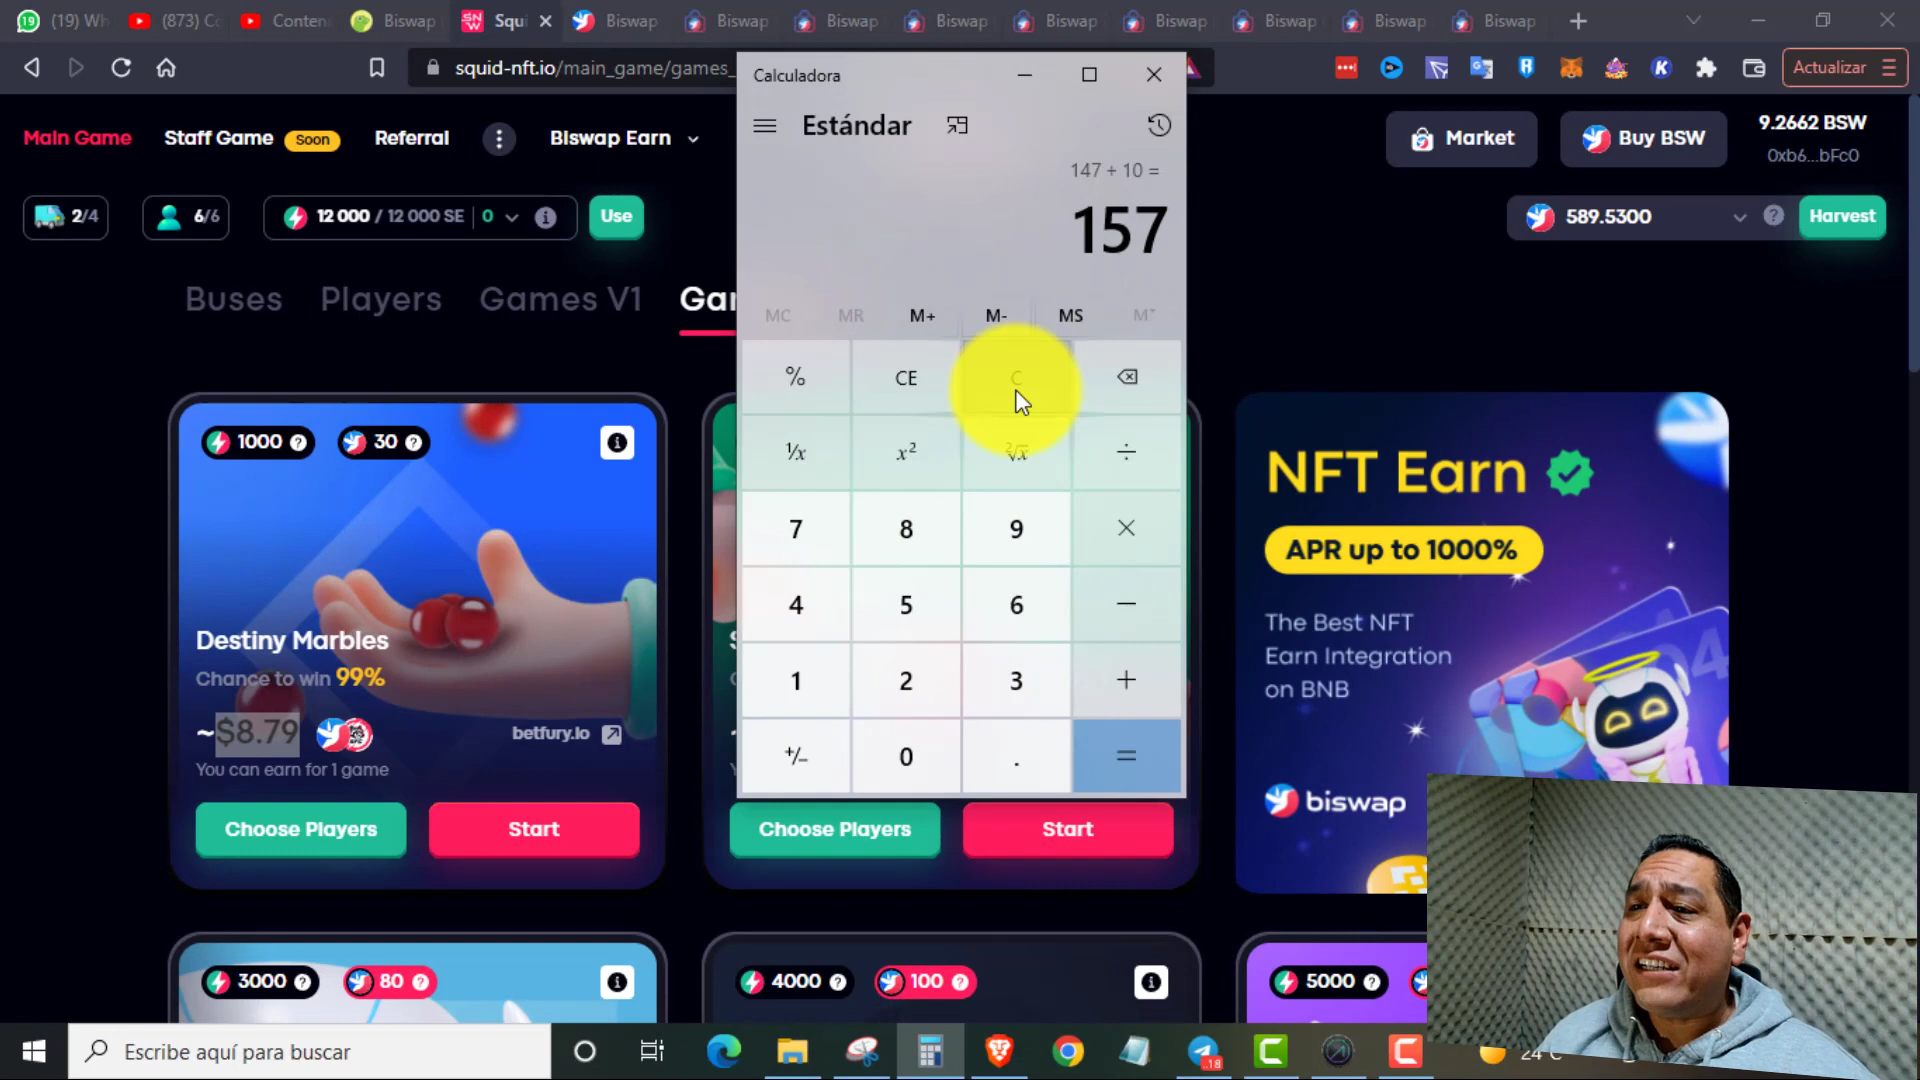 19
(19) Wh
(873) Co
Conten
Biswap
Squi
Biswap
Biswap
Biswap
Biswap
Biswap
Biswap
Biswap
Biswap
Biswap
squid-nft.io/main_game/games_
Actualizar
Main Game
Staff Game
Soon
Referral
Biswap Earn
Market
Buy BSW
9.2662 BSW
0xb6...bFc0
2/4
6/6
12 000 / 12 000 SE
0
Use
589.5300
Harvest
Buses
Players
Games V1
Gam
Calculadora
Estándar
147 + 10 =
157
MC MR M+ M- MS M˅
% CE C
¹/x x² ²√x ÷
7 8 9 ×
4 5 6 −
1 2 3 +
+/− 0 . =
1000
30
Destiny Marbles
Chance to win 99%
~$8.79
betfury.io
You can earn for 1 game
Choose Players
Start
Choose Players
Start
NFT Earn
APR up to 1000%
The Best NFT
Earn Integration
on BNB
biswap
3000
80
4000
100
5000
Escribe aquí para buscar
..18
24°C